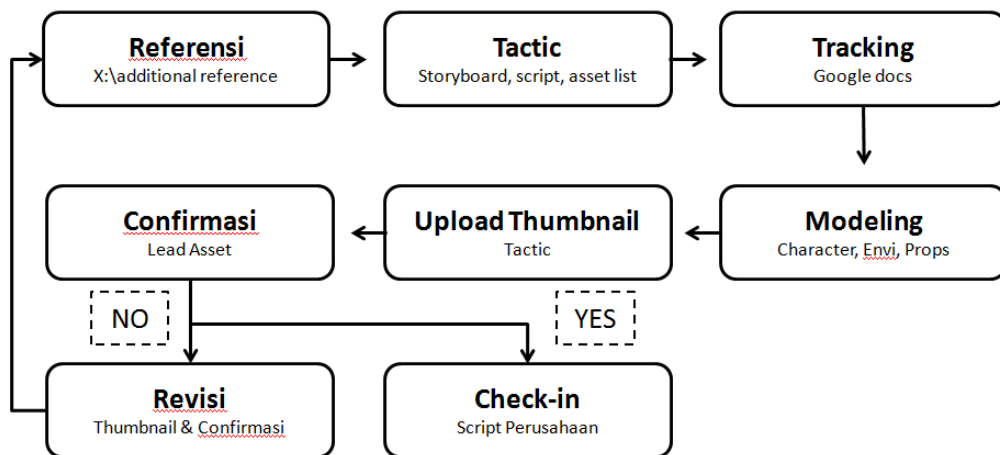 Referensi
X:\additional reference
Tactic
Storyboard, script, asset list
Tracking
Google docs
Confirmasi
Lead Asset
Upload Thumbnail
Tactic
Modeling
Character, Envi, Props
NO
YES
Revisi
Thumbnail & Confirmasi
Check-in
Script Perusahaan